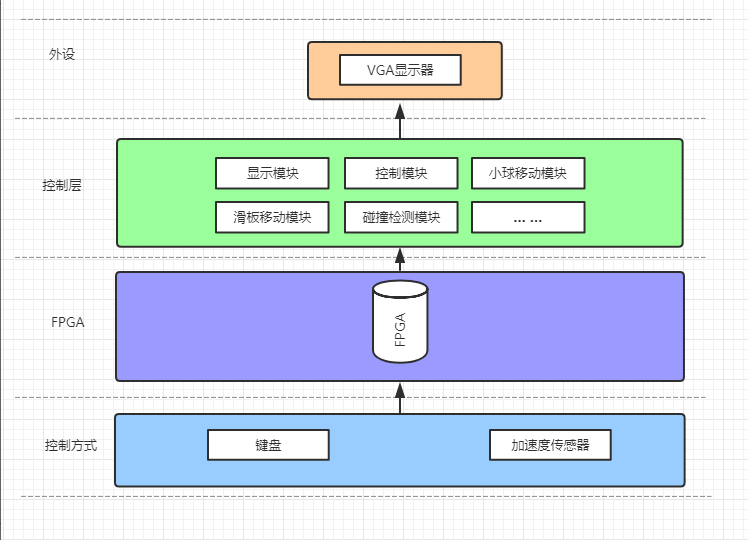 外设
VGA显示器
控制层
显示模块
控制模块
小球移动模块
滑板移动模块
碰撞检测模块
... ...
FPGA
FPGA
控制方式
键盘
加速度传感器